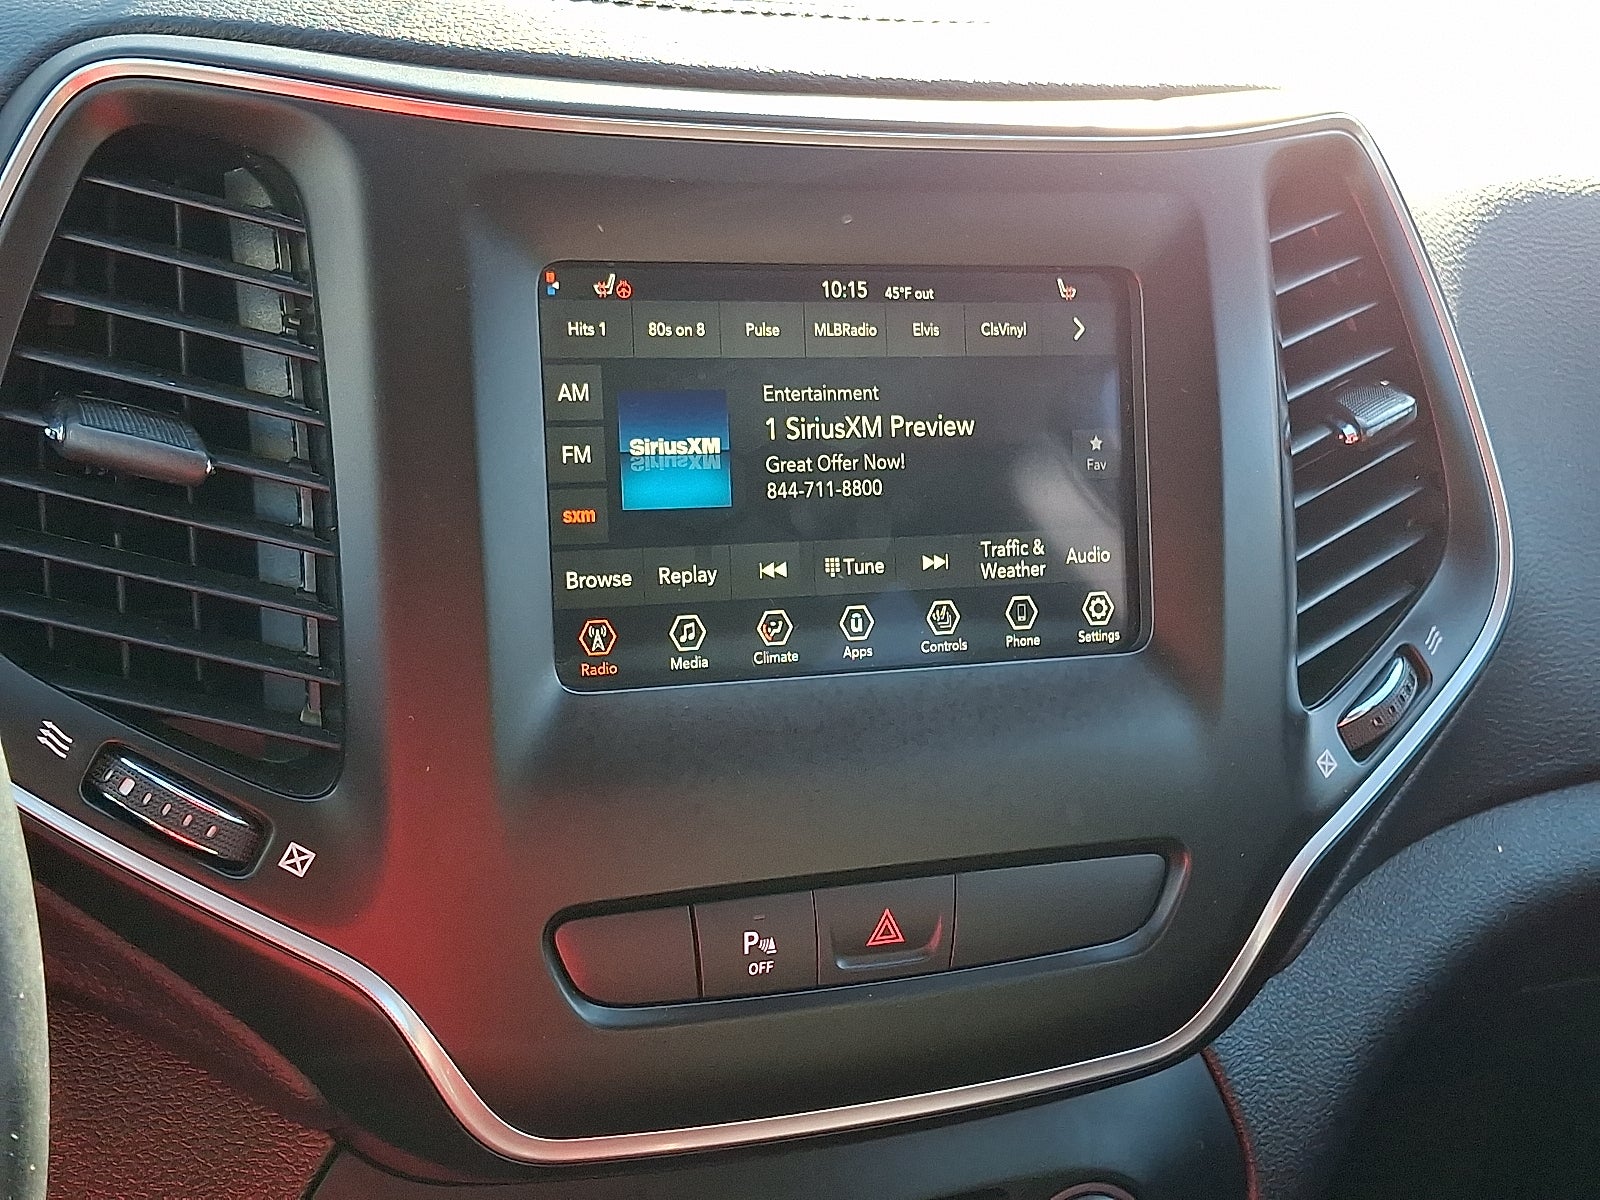 10:15 45°F out
Hits 1 80s on 8 Pulse MLBRadio Elvis ClsVinyl
AM
FM
sxm
SiriusXM
Entertainment
1 SiriusXM Preview
Great Offer Now!
844-711-8800
Fav
Browse Replay Tune Traffic & Weather Audio
Radio Media Climate Apps Controls Phone Settings
P
OFF